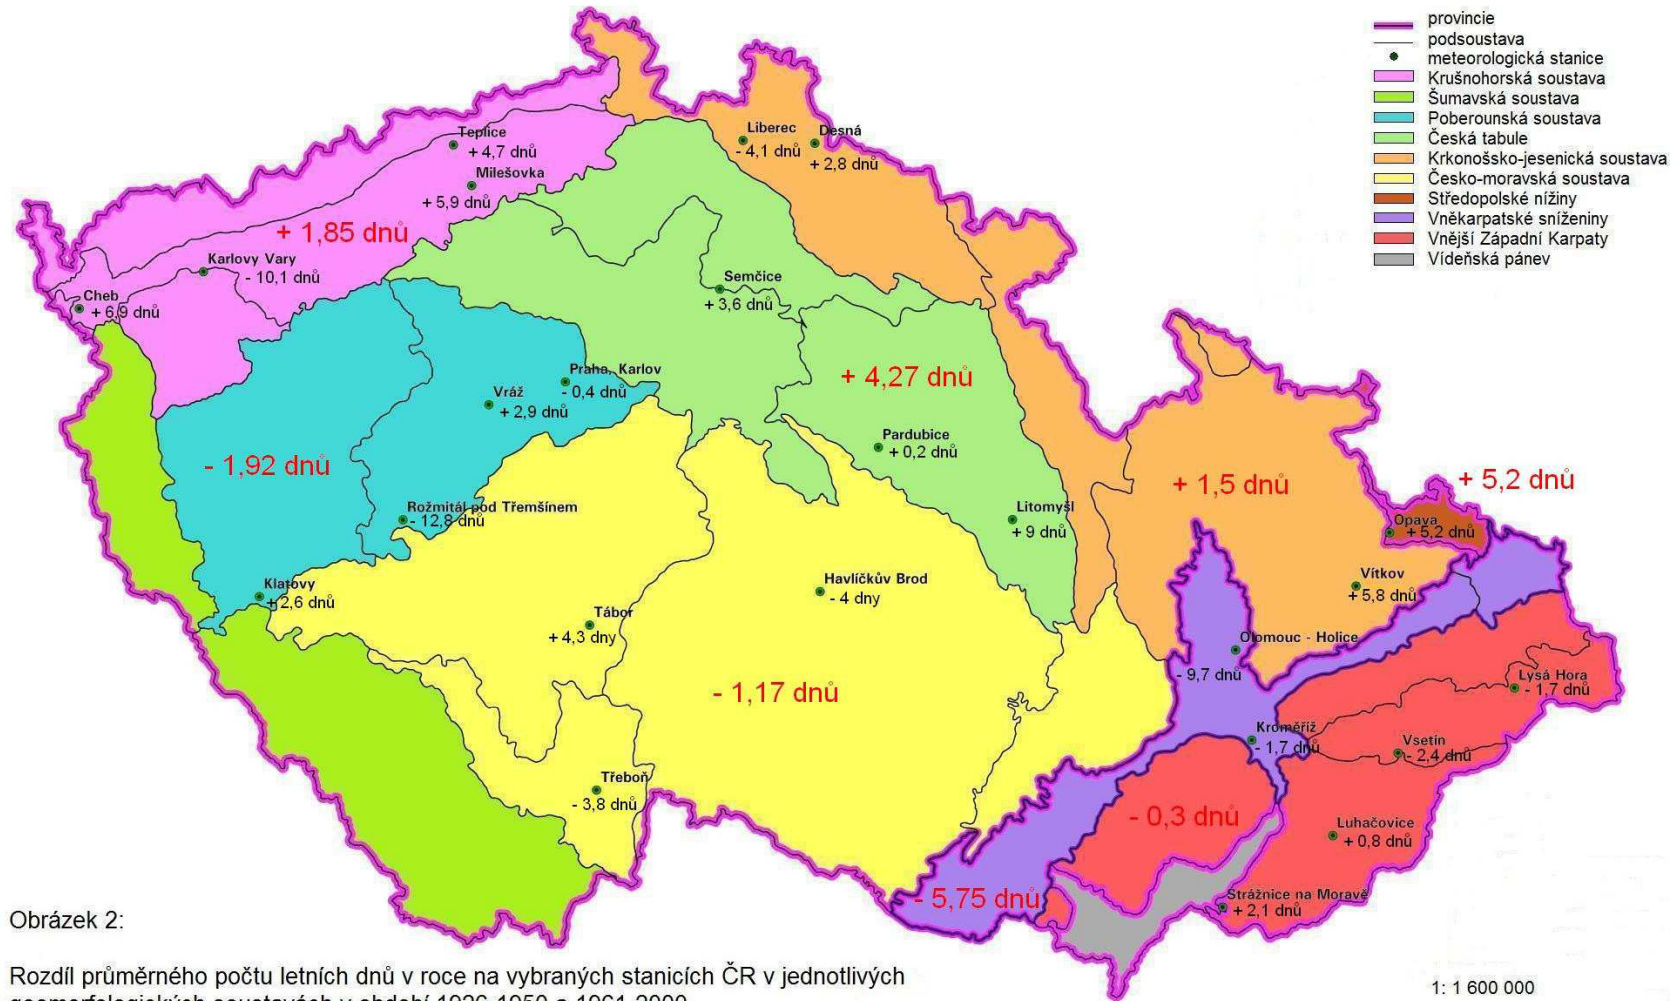 provincie
podsoustava
meteorologická stanice
Krušnohorská soustava
Šumavská soustava
Poberounská soustava
Česká tabule
Krkonošsko-jesenická soustava
Česko-moravská soustava
Středopolské nížiny
Vněkarpatské sníženiny
Vnější Západní Karpaty
Vídeňská pánev
Teplice
+ 4,7 dnů
Milešovka
+ 5,9 dnů
Liberec
- 4,1 dnů
Desná
+ 2,8 dnů
+ 1,85 dnů
Karlovy Vary
- 10,1 dnů
Cheb
+ 6,9 dnů
Semčice
+ 3,6 dnů
Praha, Karlov
- 0,4 dnů
Vráž
+ 2,9 dnů
+ 4,27 dnů
Pardubice
+ 0,2 dnů
- 1,92 dnů
Rožmitál pod Třemšínem
- 12,8 dnů
Litomyšl
+ 9 dnů
+ 1,5 dnů
+ 5,2 dnů
Opava
+ 5,2 dnů
Vítkov
+ 5,8 dnů
Klatovy
+ 2,6 dnů
Tábor
+ 4,3 dny
Havlíčkův Brod
- 4 dny
Olomouc - Holice
- 9,7 dnů
- 1,17 dnů
Lysá Hora
- 1,7 dnů
Kroměříž
- 1,7 dnů
Vsetín
- 2,4 dnů
Třeboň
- 3,8 dnů
- 0,3 dnů
Luhačovice
+ 0,8 dnů
- 5,75 dnů
Strážnice na Moravě
+ 2,1 dnů
Obrázek 2:
Rozdíl průměrného počtu letních dnů v roce na vybraných stanicích ČR v jednotlivých
geomorfologických soustavách v období 1926-1950 a 1961-2000
1: 1 600 000